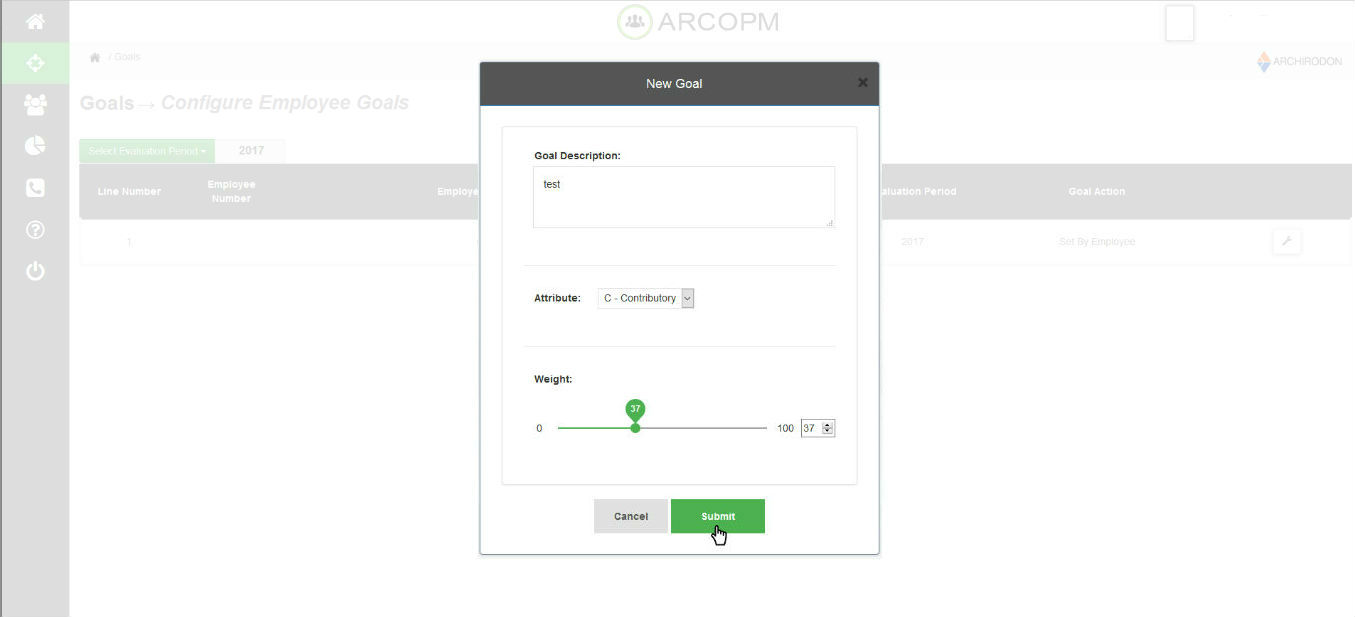 ARCOPM
/ Goals
ARCHIRODON
Goals → Configure Employee Goals
Select Evaluation Period
2017
Line Number
Employee Number
Employe
aluation Period
Goal Action
1
2017
Set By Employee
New Goal
Goal Description:
test
Attribute:
C - Contributory
Weight:
37
0
100
37
Cancel
Submit